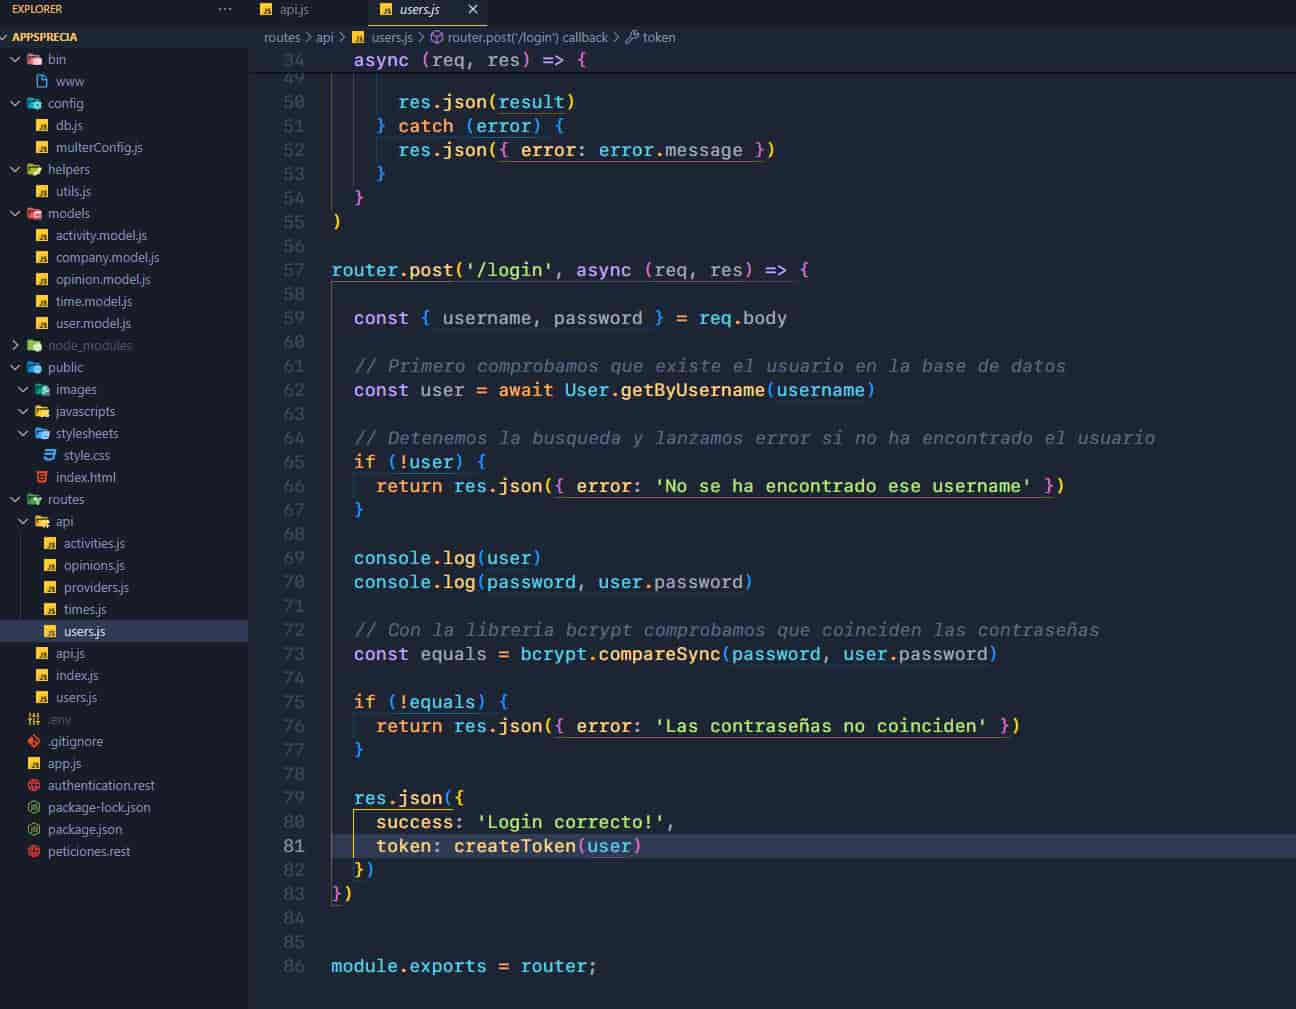 EXPLORER ...
APPSPRECIA
bin
www
config
db.js
multerConfig.js
helpers
utils.js
models
activity.model.js
company.model.js
opinion.model.js
time.model.js
user.model.js
node_modules
public
images
javascripts
stylesheets
style.css
index.html
routes
api
activities.js
opinions.js
providers.js
times.js
users.js
api.js
index.js
users.js
.env
.gitignore
app.js
authentication.rest
package-lock.json
package.json
peticiones.rest
api.js users.js
routes > api > users.js > router.post('/login') callback > token
34 async (req, res) => {
49
50 res.json(result)
51 } catch (error) {
52 res.json({ error: error.message })
53 }
54 }
55 )
56
57 router.post('/login', async (req, res) => {
58
59 const { username, password } = req.body
60
61 // Primero comprobamos que existe el usuario en la base de datos
62 const user = await User.getByUsername(username)
63
64 // Detenemos la busqueda y lanzamos error si no ha encontrado el usuario
65 if (!user) {
66 return res.json({ error: 'No se ha encontrado ese username' })
67 }
68
69 console.log(user)
70 console.log(password, user.password)
71
72 // Con la libreria bcrypt comprobamos que coinciden las contraseñas
73 const equals = bcrypt.compareSync(password, user.password)
74
75 if (!equals) {
76 return res.json({ error: 'Las contraseñas no coinciden' })
77 }
78
79 res.json({
80 success: 'Login correcto!',
81 token: createToken(user)
82 })
83 })
84
85
86 module.exports = router;